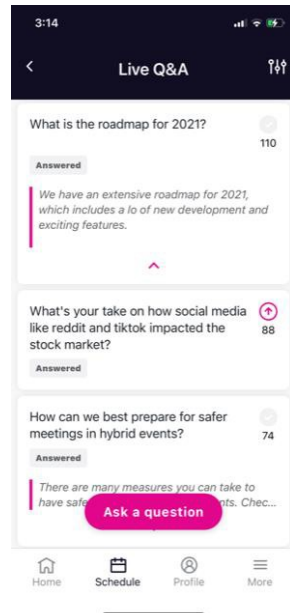 3:14
Live Q&A
What is the roadmap for 2021?
110
Answered
We have an extensive roadmap for 2021,
which includes a lo of new development and
exciting features.
What's your take on how social media
like reddit and tiktok impacted the
stock market?
88
Answered
How can we best prepare for safer
meetings in hybrid events?
74
Answered
There are many measures you can take to
have safe nts. Chec...
Ask a question
Home
Schedule
Profile
More